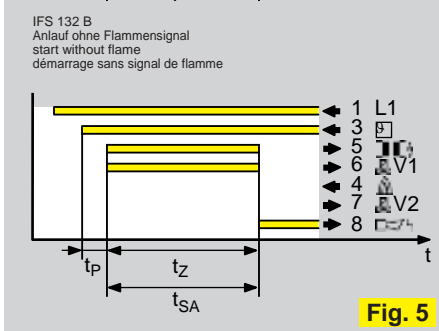 IFS 132 B
Anlauf ohne Flammensignal
start without flame
démarrage sans signal de flamme
1 L1
3 ϑ
5
6 V1
4
7 V2
8
t
tP tZ
tSA
Fig. 5